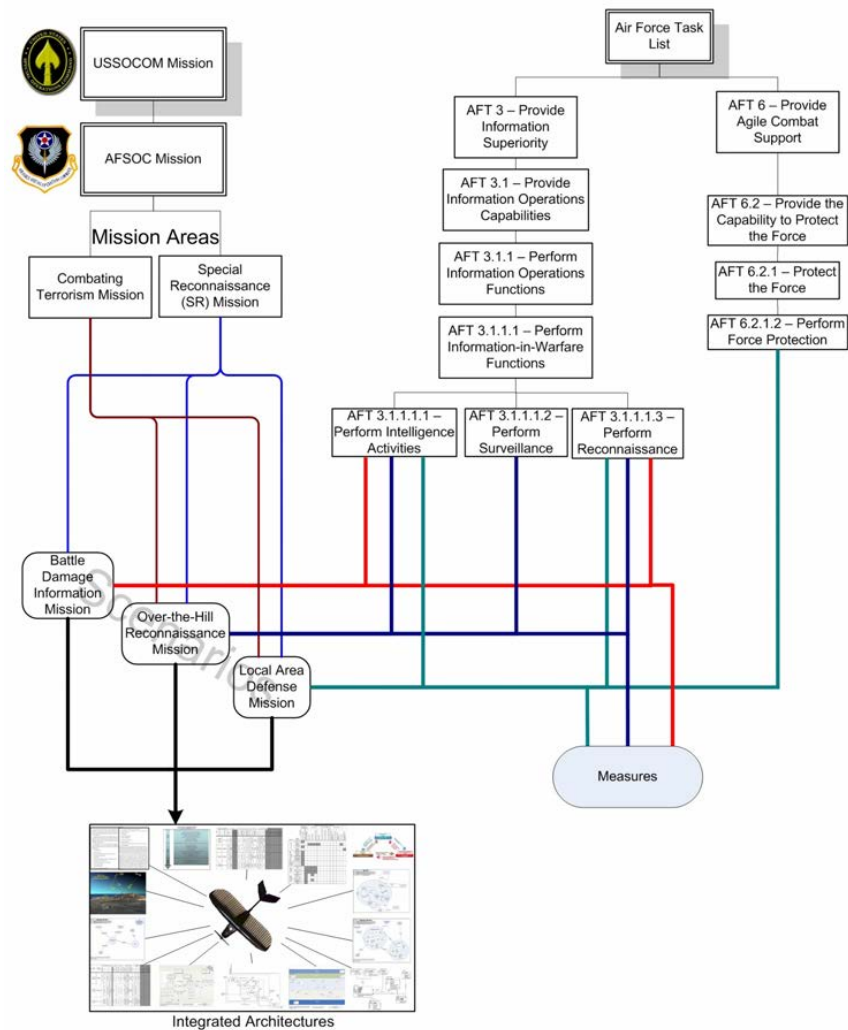 USSOCOM Mission
AFSOC Mission
Mission Areas
Combating
Terrorism Mission
Special
Reconnaissance
(SR) Mission
Air Force Task
List
AFT 3 – Provide
Information
Superiority
AFT 6 – Provide
Agile Combat
Support
AFT 3.1 – Provide
Information Operations
Capabilities
AFT 6.2 – Provide the
Capability to Protect
the Force
AFT 3.1.1 – Perform
Information Operations
Functions
AFT 6.2.1 – Protect
the Force
AFT 3.1.1.1 – Perform
Information-in-Warfare
Functions
AFT 6.2.1.2 – Perform
Force Protection
AFT 3.1.1.1.1 –
Perform Intelligence
Activities
AFT 3.1.1.1.2 –
Perform
Surveillance
AFT 3.1.1.1.3 –
Perform
Reconnaissance
Scenarios
Battle
Damage
Information
Mission
Over-the-Hill
Reconnaissance
Mission
Local Area
Defense
Mission
Measures
Integrated Architectures